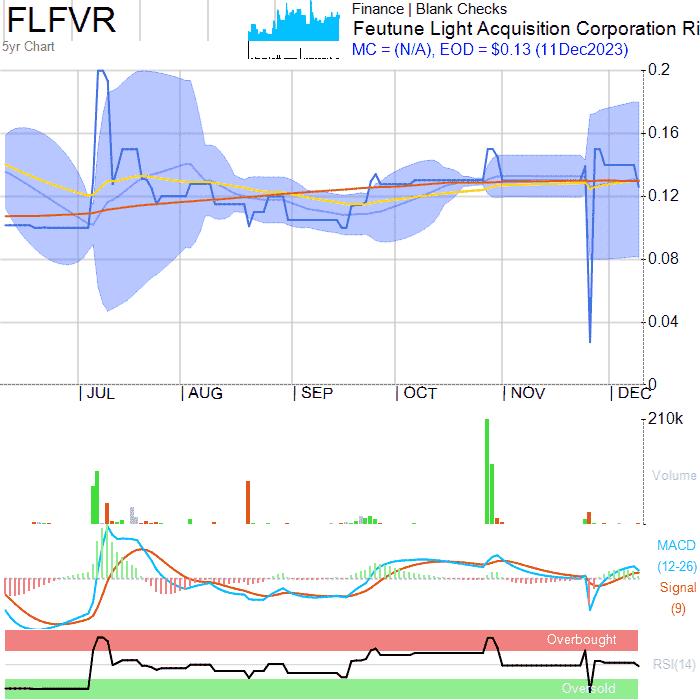 FLFVR
5yr Chart
Finance | Blank Checks
Feutune Light Acquisition Corporation Ri
MC = (N/A), EOD = $0.13 (11Dec2023)
0.2
0.16
0.12
0.08
0.04
0
JUL
AUG
SEP
OCT
NOV
DEC
210k
Volume
MACD
(12-26)
Signal
(9)
Overbought
RSI(14)
Oversold